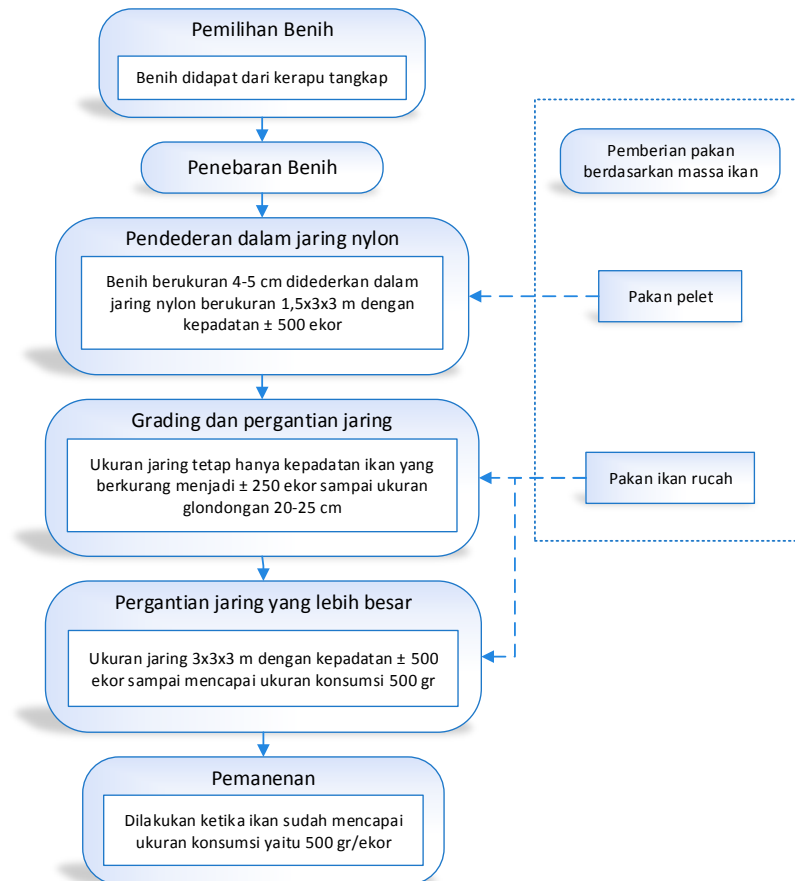 Pemilihan Benih
Benih didapat dari kerapu tangkap
Penebaran Benih
Pendederan dalam jaring nylon
Benih berukuran 4-5 cm didederkan dalam
jaring nylon berukuran 1,5x3x3 m dengan
kepadatan ± 500 ekor
Grading dan pergantian jaring
Ukuran jaring tetap hanya kepadatan ikan yang
berkurang menjadi ± 250 ekor sampai ukuran
glondongan 20-25 cm
Pergantian jaring yang lebih besar
Ukuran jaring 3x3x3 m dengan kepadatan ± 500
ekor sampai mencapai ukuran konsumsi 500 gr
Pemanenan
Dilakukan ketika ikan sudah mencapai
ukuran konsumsi yaitu 500 gr/ekor
Pemberian pakan
berdasarkan massa ikan
Pakan pelet
Pakan ikan rucah